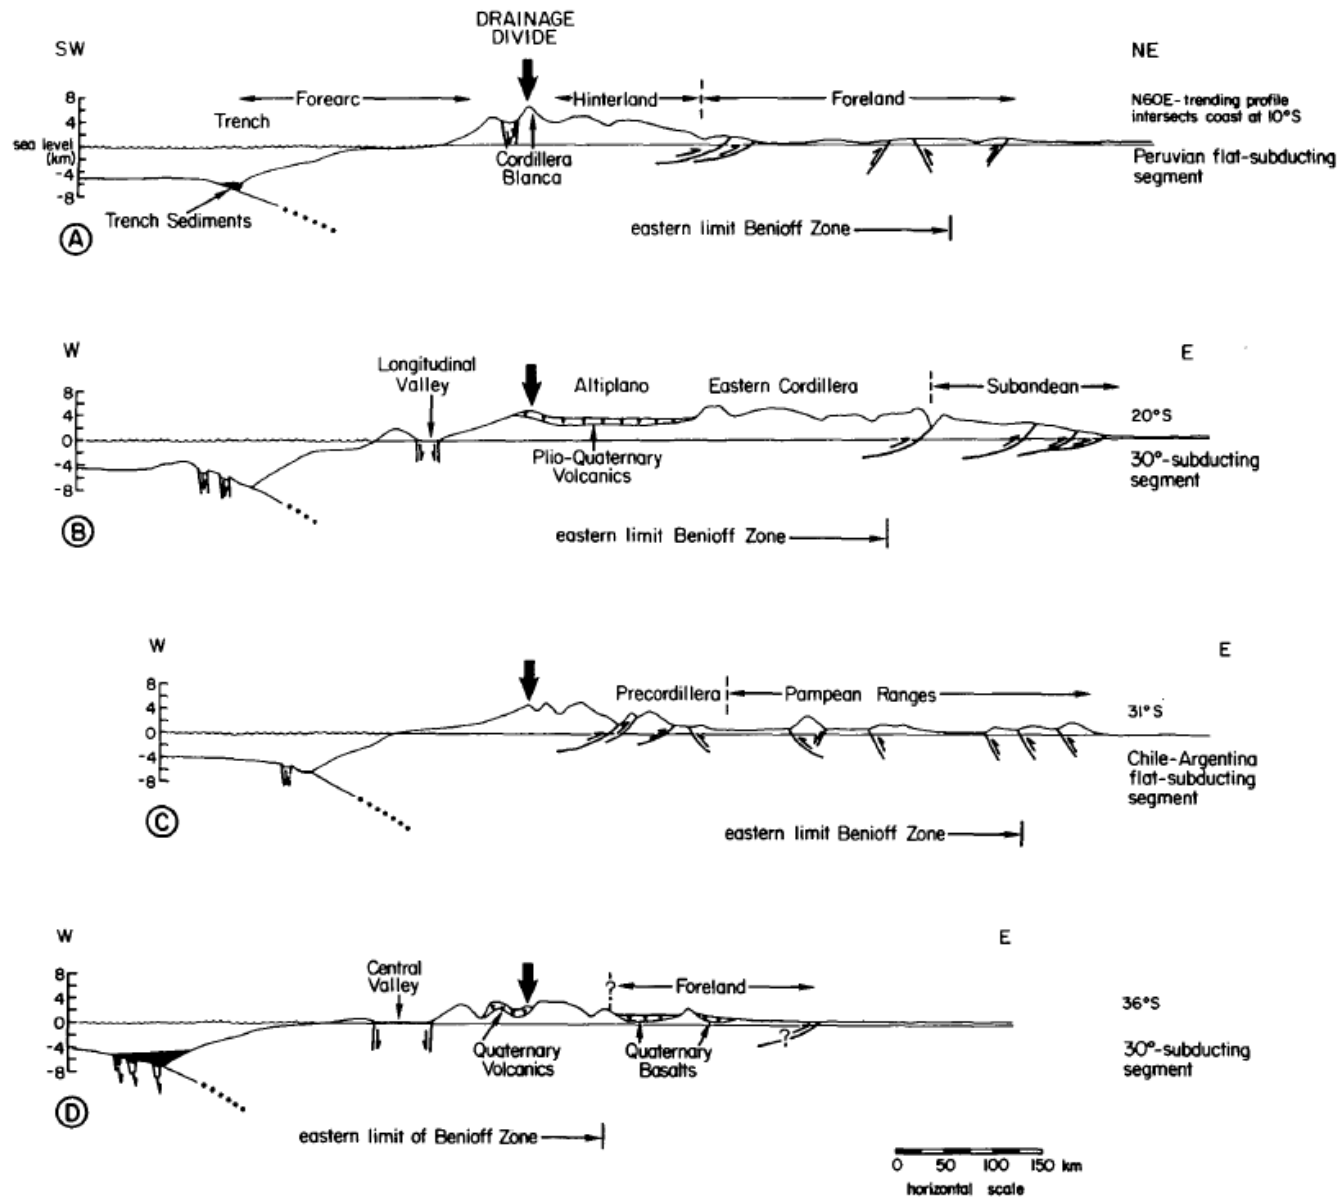 DRAINAGE
DIVIDE
SW
NE
Forearc
Hinterland
Foreland
N60E-trending profile
intersects coast at 10°S
Trench
8
4
sea level
(km)
-4
-8
Cordillera
Blanca
Peruvian flat-subducting
segment
Trench Sediments
eastern limit Benioff Zone
A
W
E
Longitudinal
Valley
Altiplano
Eastern Cordillera
Subandean
8
4
0
-4
-8
20°S
Plio-Quaternary
Volcanics
30°-subducting
segment
eastern limit Benioff Zone
B
W
E
Precordillera
Pampean Ranges
8
4
0
-4
-8
31°S
Chile-Argentina
flat-subducting
segment
eastern limit Benioff Zone
C
W
E
Central
Valley
?
Foreland
8
4
0
-4
-8
36°S
?
Quaternary
Volcanics
Quaternary
Basalts
30°-subducting
segment
D
eastern limit of Benioff Zone
0 50 100 150 km
horizontal scale